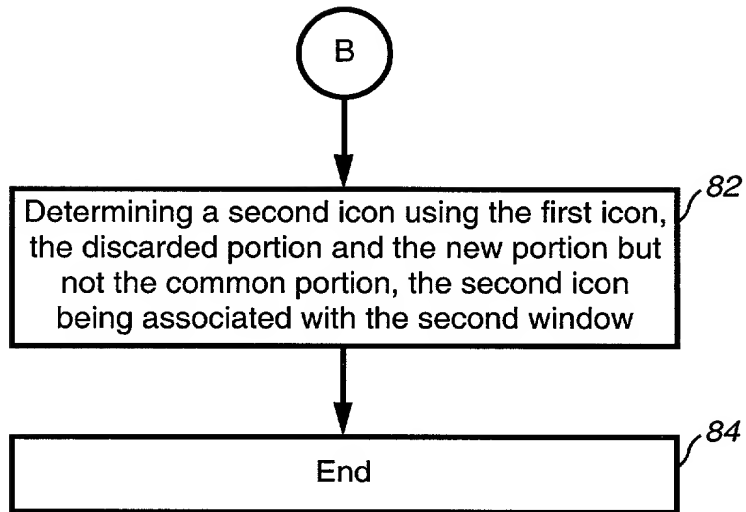 B
82
Determining a second icon using the first icon,
the discarded portion and the new portion but
not the common portion, the second icon
being associated with the second window
84
End